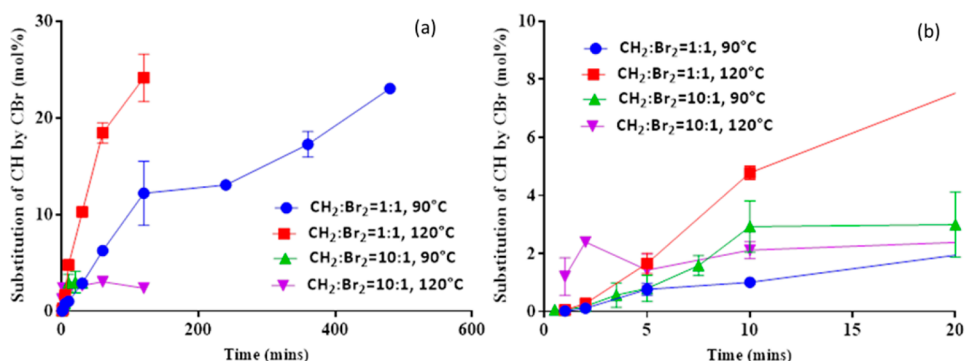 (a)
Substitution of CH by CBr (mol%)
30
20
10
0
0
200
400
600
Time (mins)
CH₂:Br₂=1:1, 90°C
CH₂:Br₂=1:1, 120°C
CH₂:Br₂=10:1, 90°C
CH₂:Br₂=10:1, 120°C
(b)
Substitution of CH by CBr (mol%)
10
8
6
4
2
0
0
5
10
15
20
Time (mins)
CH₂:Br₂=1:1, 90°C
CH₂:Br₂=1:1, 120°C
CH₂:Br₂=10:1, 90°C
CH₂:Br₂=10:1, 120°C